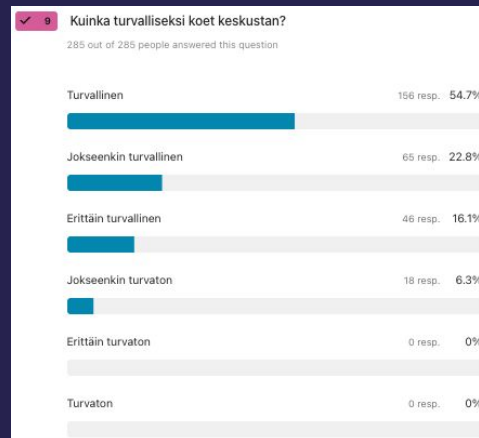 9 Kuinka turvalliseksi koet keskustan?
285 out of 285 people answered this question
Turvallinen 156 resp. 54.7%
Jokseenkin turvallinen 65 resp. 22.8%
Erittäin turvallinen 46 resp. 16.1%
Jokseenkin turvaton 18 resp. 6.3%
Erittäin turvaton 0 resp. 0%
Turvaton 0 resp. 0%